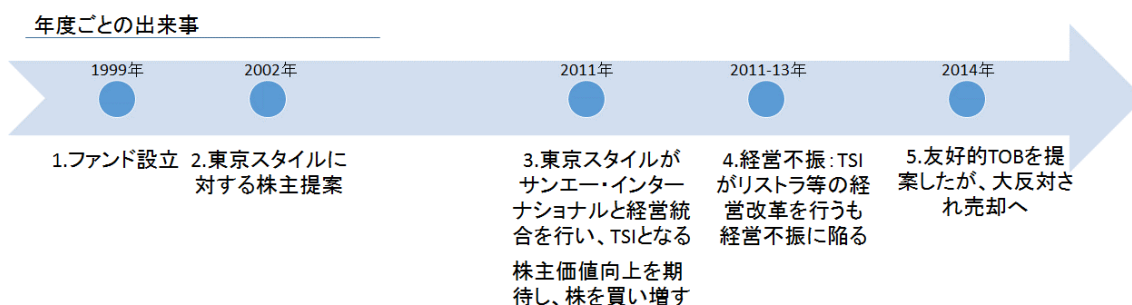 年度ごとの出来事
1999年
2002年
2011年
2011-13年
2014年
1.ファンド設立
2.東京スタイルに
対する株主提案
3.東京スタイルが
サンエー・インター
ナショナルと経営統
合を行い、TSIとなる
株主価値向上を期
待し、株を買い増す
4.経営不振：TSI
がリストラ等の経
営改革を行うも
経営不振に陥る
5.友好的TOBを提
案したが、大反対さ
れ売却へ